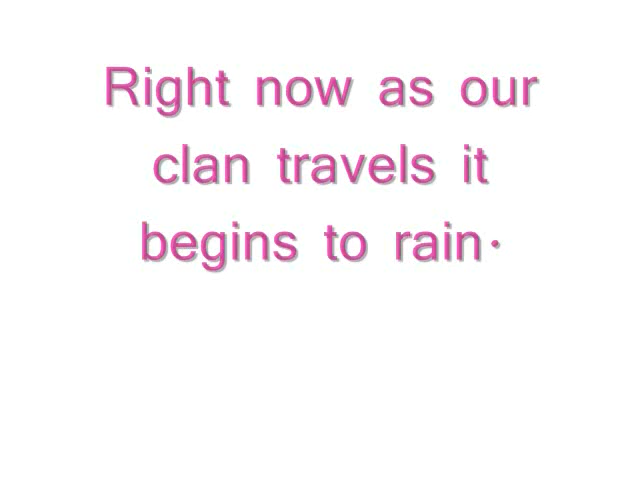 Right now as our
clan travels it
begins to rain.